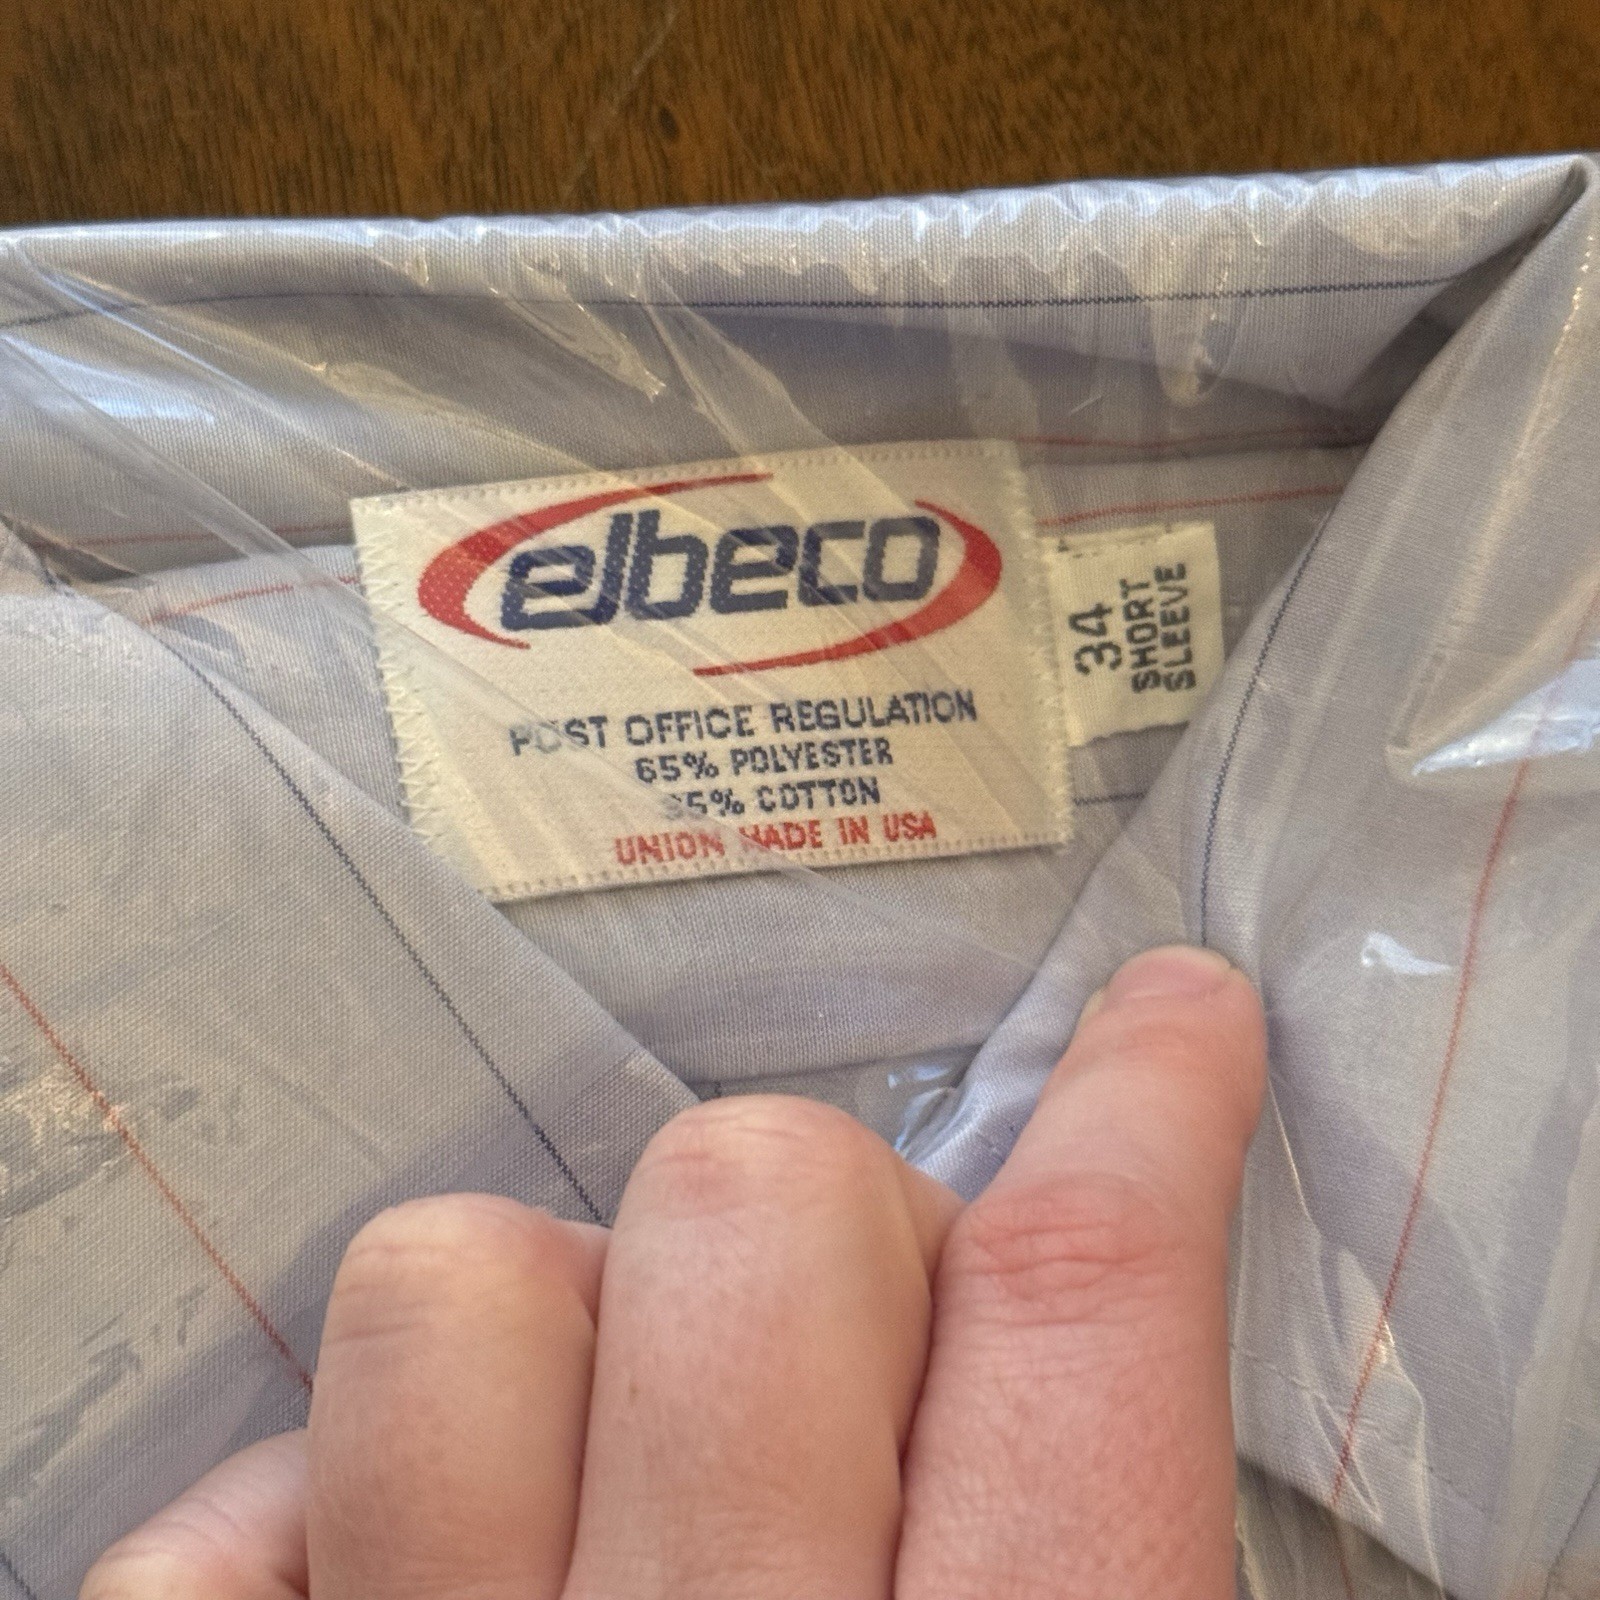 elbeco
POST OFFICE REGULATION
65% POLYESTER
35% COTTON
UNION MADE IN USA
34
SHORT
SLEEVE